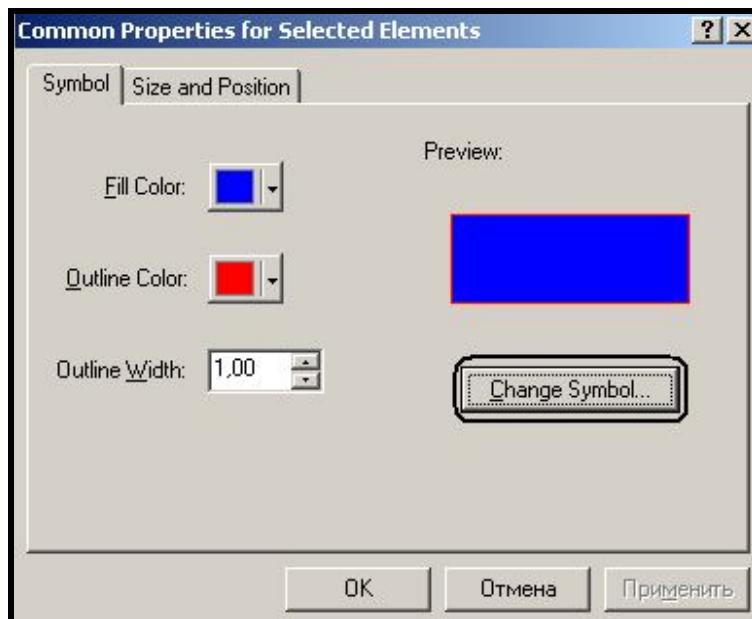 Common Properties for Selected Elements
Symbol
Size and Position
Preview:
Fill Color:
Outline Color:
Outline Width:
1,00
Change Symbol...
OK
Отмена
Применить